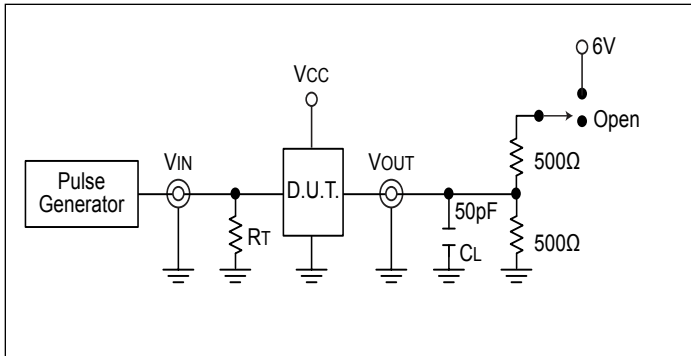 6V
VCC
Open
VIN
VOUT
500Ω
Pulse
Generator
D.U.T.
50pF
RT
CL
500Ω